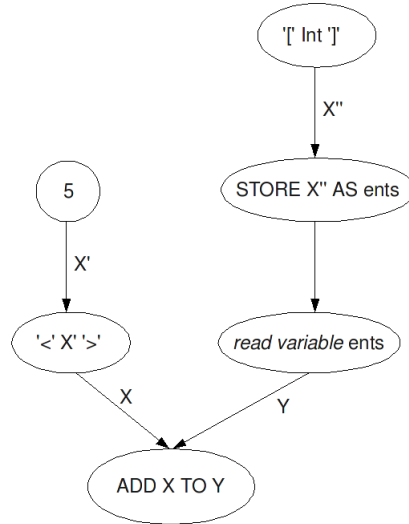 '[' Int ']'
X''
STORE X'' AS ents
5
X'
'<' X' '>'
read variable ents
X
Y
ADD X TO Y